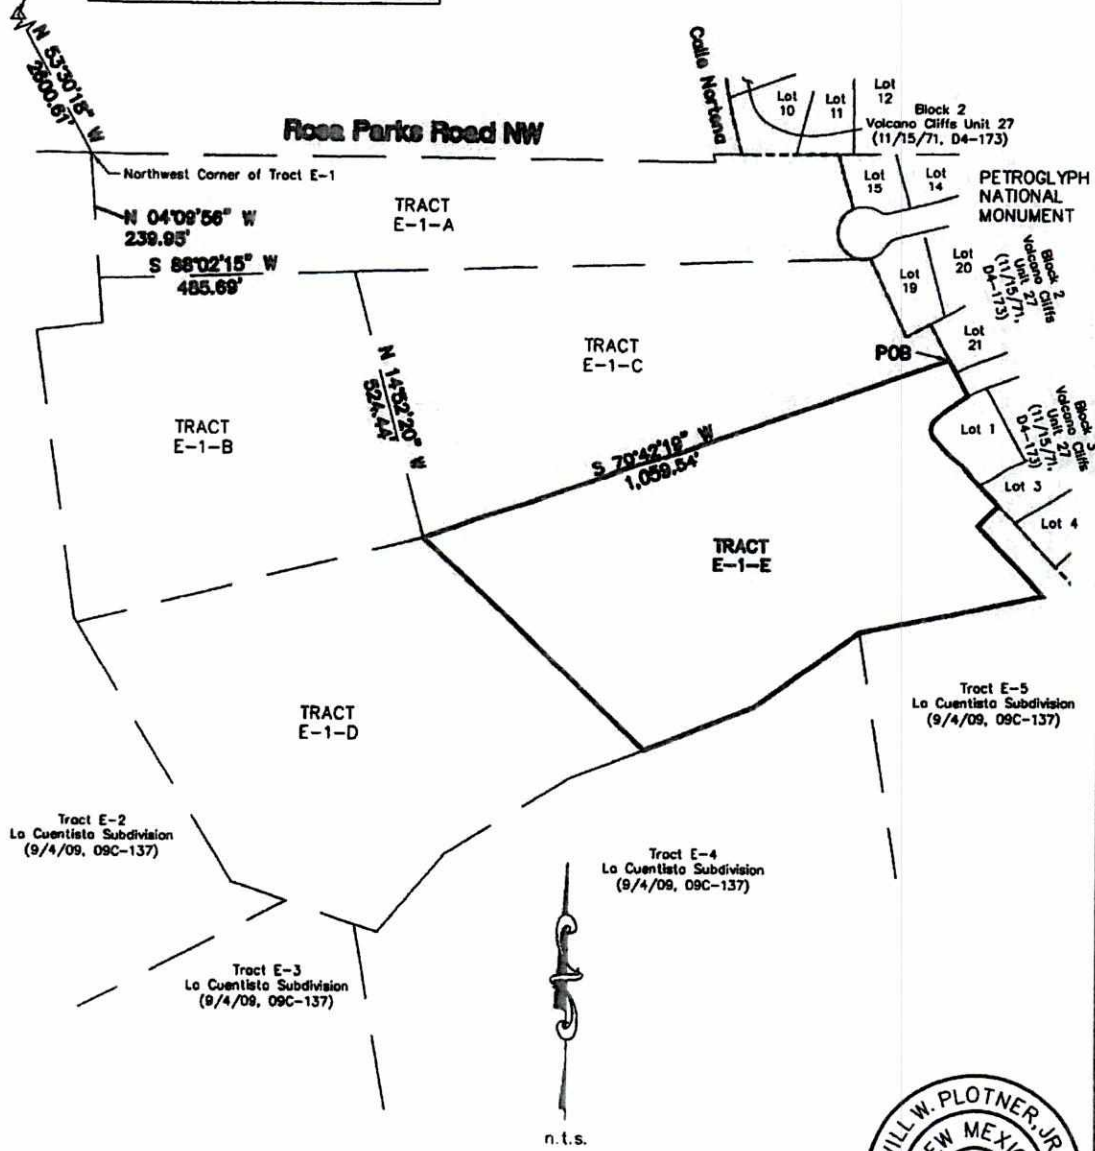 N 53°30'18" W
2600.61'
Rosa Parks Road NW
Calle Nortena
Lot
10
Lot
11
Lot
12
Block 2
Volcano Cliffs Unit 27
(11/15/71, D4-173)
Northwest Corner of Tract E-1
N 04°09'56" W
239.95'
TRACT
E-1-A
Lot
15
Lot
14
PETROGLYPH
NATIONAL
MONUMENT
S 88°02'15" W
485.69'
Lot
19
Lot
20
Block 2
Volcano Cliffs
Unit 27
(11/15/71,
D4-173)
Lot
21
POB
TRACT
E-1-C
N 14°52'20" W
524.44'
TRACT
E-1-B
S 70°42'19" W
1,059.54'
Lot 1
Block 3
Volcano Cliffs
Unit 27
(11/15/71,
D4-173)
Lot 3
Lot 4
TRACT
E-1-E
TRACT
E-1-D
Tract E-5
La Cuentista Subdivision
(9/4/09, 09C-137)
Tract E-2
La Cuentista Subdivision
(9/4/09, 09C-137)
Tract E-4
La Cuentista Subdivision
(9/4/09, 09C-137)
Tract E-3
La Cuentista Subdivision
(9/4/09, 09C-137)
n.t.s.
WILL W. PLOTNER, JR
NEW MEXIC